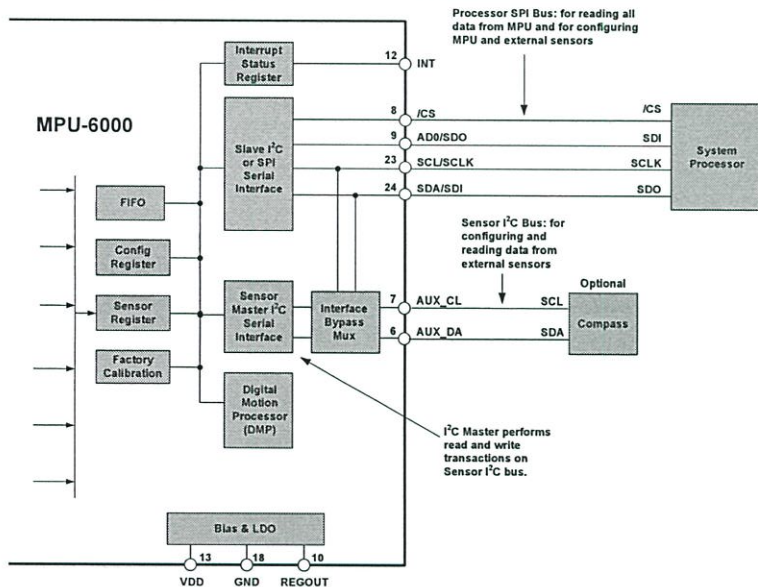 Processor SPI Bus: for reading all
data from MPU and for configuring
MPU and external sensors
MPU-6000
Interrupt
Status
Register
12
INT
Slave I²C
or SPI
Serial
Interface
8
/CS
/CS
9
AD0/SDO
SDI
23
SCL/SCLK
SCLK
24
SDA/SDI
SDO
System
Processor
FIFO
Config
Register
Sensor
Register
Factory
Calibration
Sensor I²C Bus: for
configuring and
reading data from
external sensors
Sensor
Master I²C
Serial
Interface
Interface
Bypass
Mux
7
AUX_CL
SCL
6
AUX_DA
SDA
Optional
Compass
Digital
Motion
Processor
(DMP)
I²C Master performs
read and write
transactions on
Sensor I²C bus.
Bias & LDO
13
18
10
VDD
GND
REGOUT